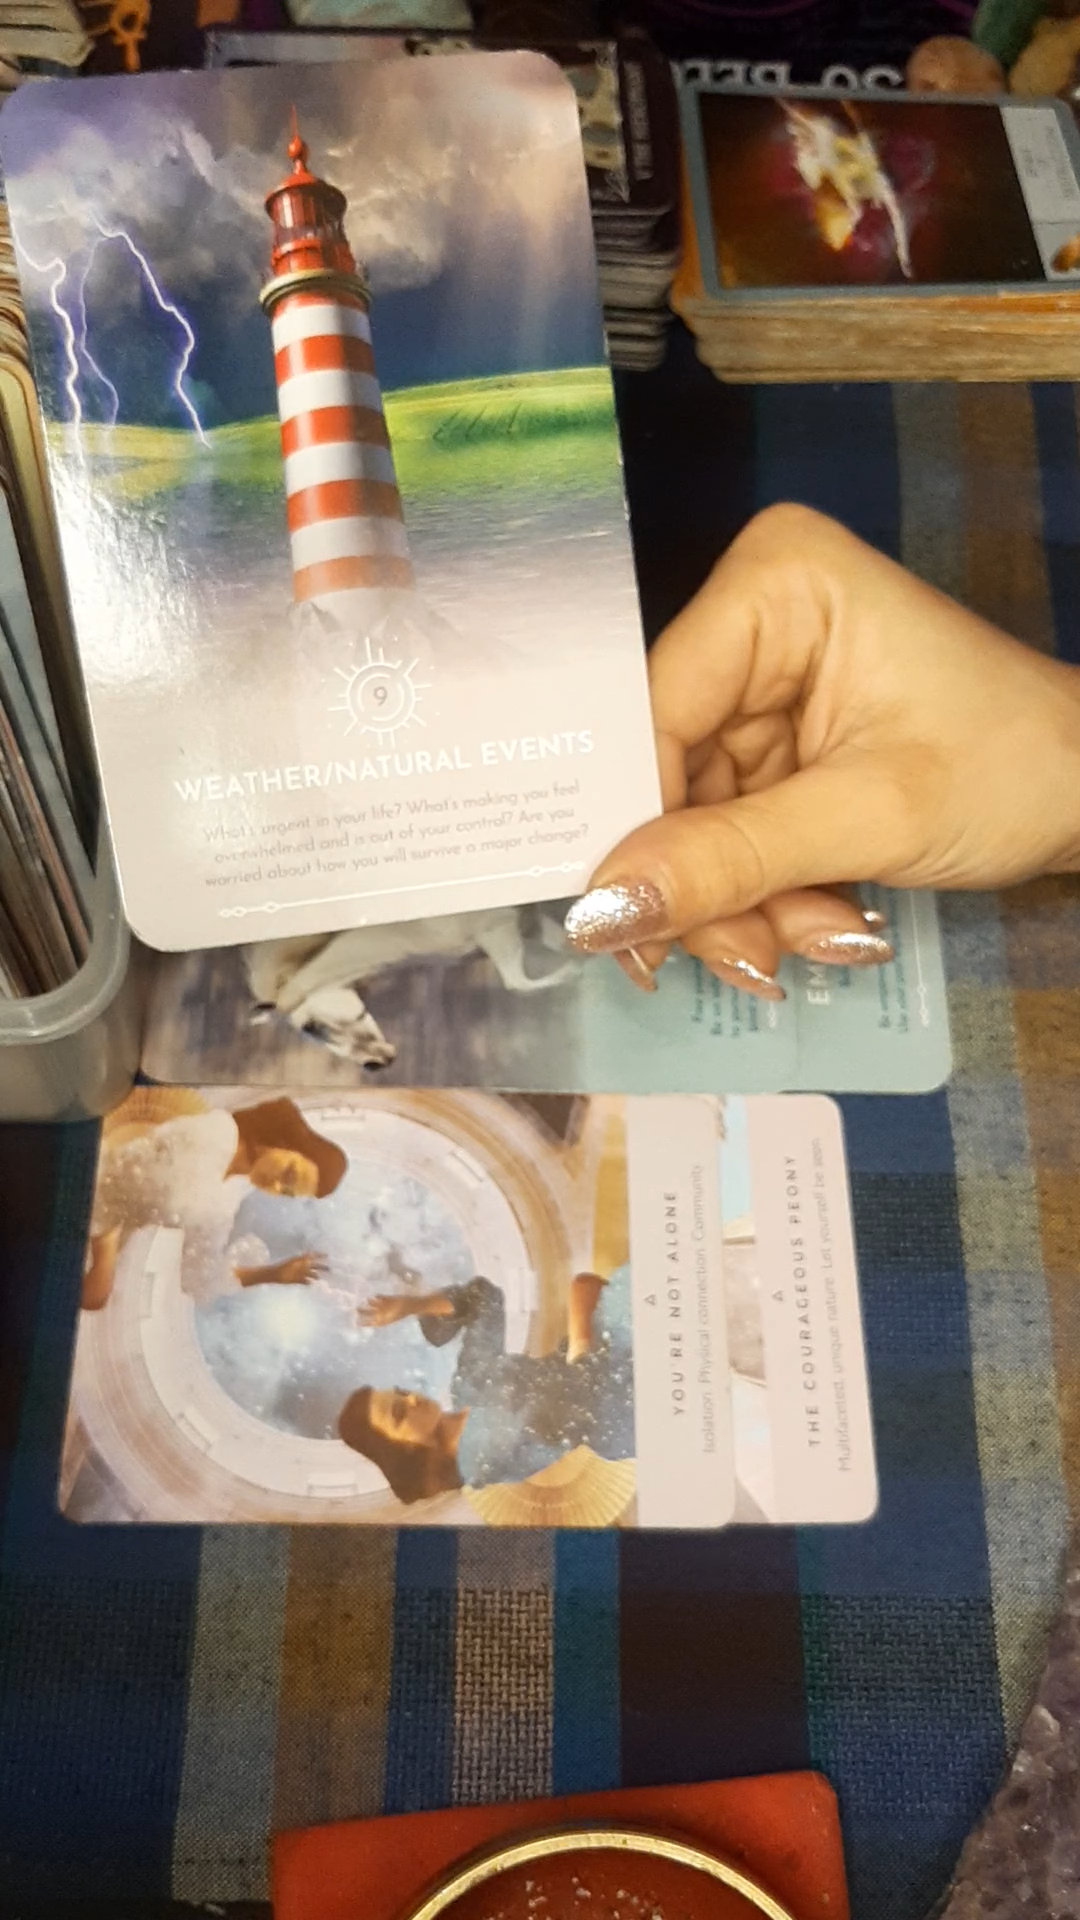 9
WEATHER/NATURAL EVENTS
What's urgent in your life? What's making you feel
overwhelmed and is out of your control? Are you
worried about how you will survive a major change?
EM
YOU'RE NOT ALONE
Isolation. Physical connection. Community
THE COURAGEOUS PEONY
Multifaceted, unique nature. Let yourself be seen.